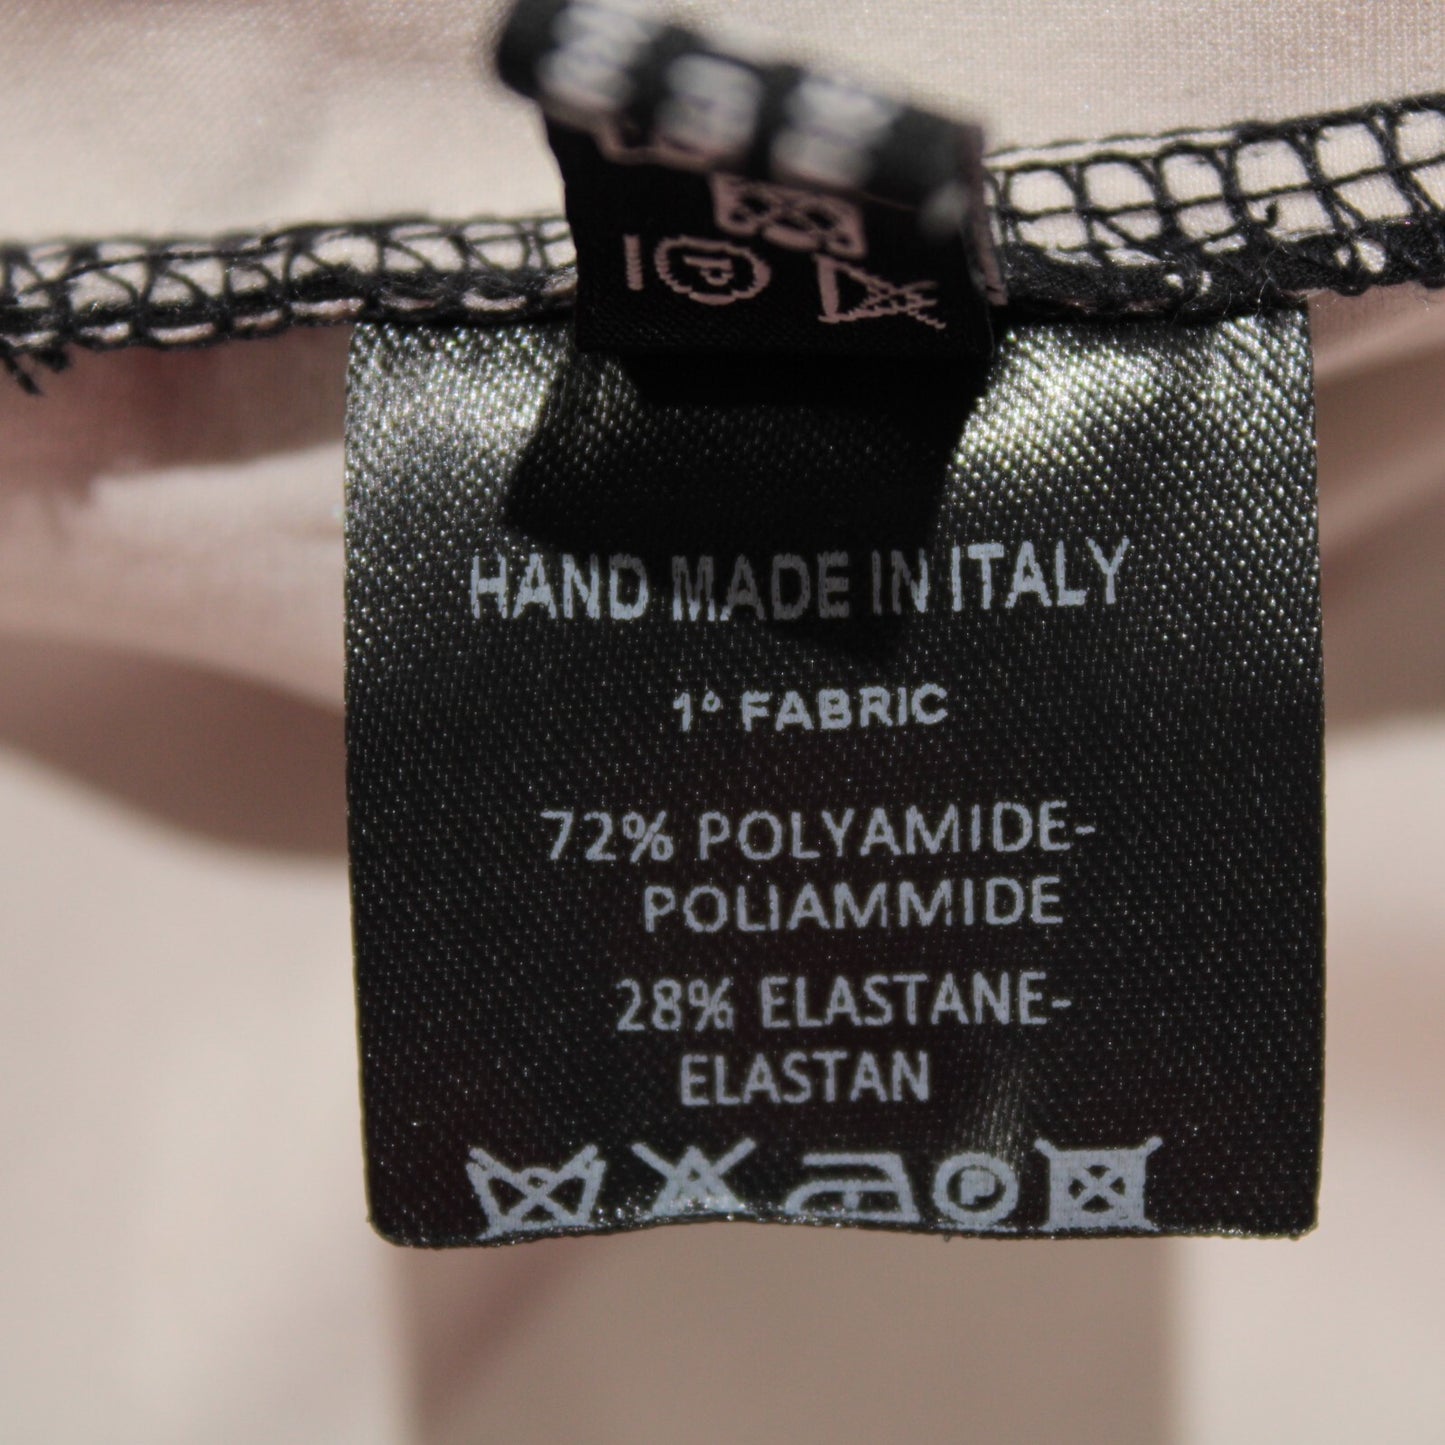 HAND MADE IN ITALY
1° FABRIC
72% POLYAMIDE-
POLIAMMIDE
28% ELASTANE-
ELASTAN
P